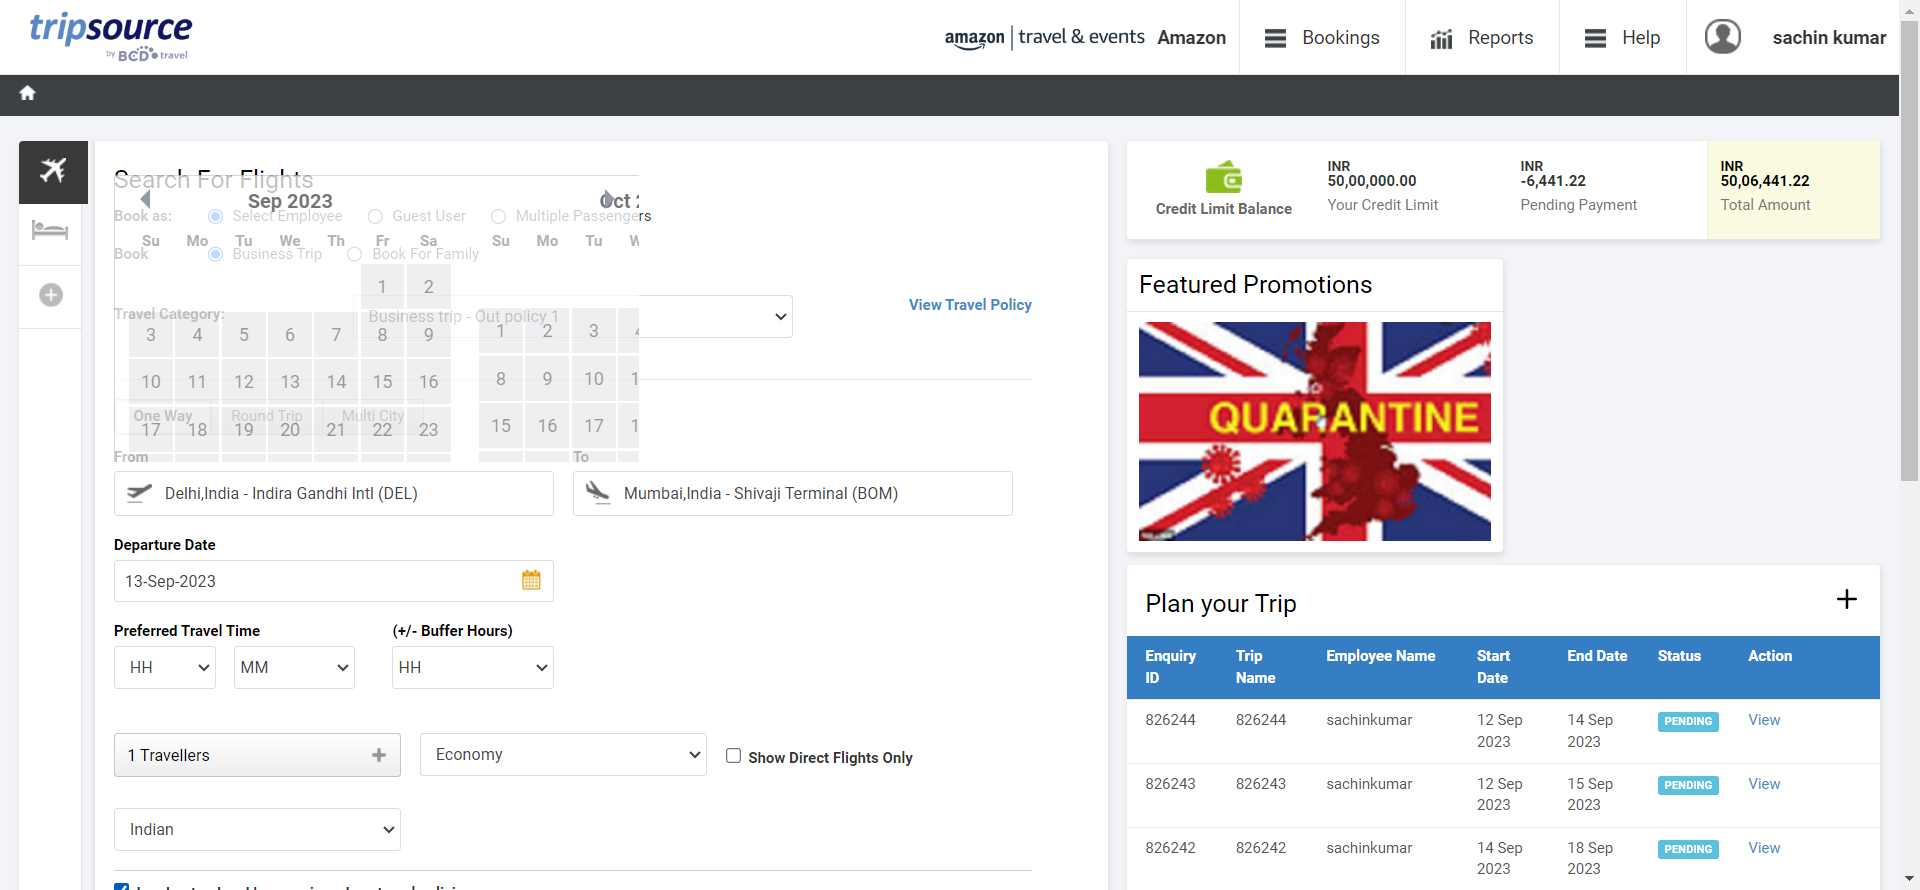 tripsource
by BCD travel
amazon | travel & events Amazon
Bookings
Reports
Help
sachin kumar
Search For Flights
Sep 2023
Oct 2
Book as:
Select Employee
Guest User
Multiple Passengers
Su Mo Tu We Th Fr Sa
Su Mo Tu W
Book
Business Trip
Book For Family
1 2
Travel Category:
Business trip - Out policy 1
View Travel Policy
3 4 5 6 7 8 9
1 2 3 4
10 11 12 13 14 15 16
8 9 10 1
One Way
Round Trip
Multi City
17 18 19 20 21 22 23
15 16 17 1
From
To
Delhi,India - Indira Gandhi Intl (DEL)
Mumbai,India - Shivaji Terminal (BOM)
Departure Date
13-Sep-2023
Preferred Travel Time
(+/- Buffer Hours)
HH
MM
HH
1 Travellers
Economy
Show Direct Flights Only
Indian
Credit Limit Balance
INR
50,00,000.00
Your Credit Limit
INR
-6,441.22
Pending Payment
INR
50,06,441.22
Total Amount
Featured Promotions
QUARANTINE
Plan your Trip
Enquiry ID Trip Name Employee Name Start Date End Date Status Action
826244 826244 sachinkumar 12 Sep 2023 14 Sep 2023 PENDING View
826243 826243 sachinkumar 12 Sep 2023 15 Sep 2023 PENDING View
826242 826242 sachinkumar 14 Sep 2023 18 Sep 2023 PENDING View